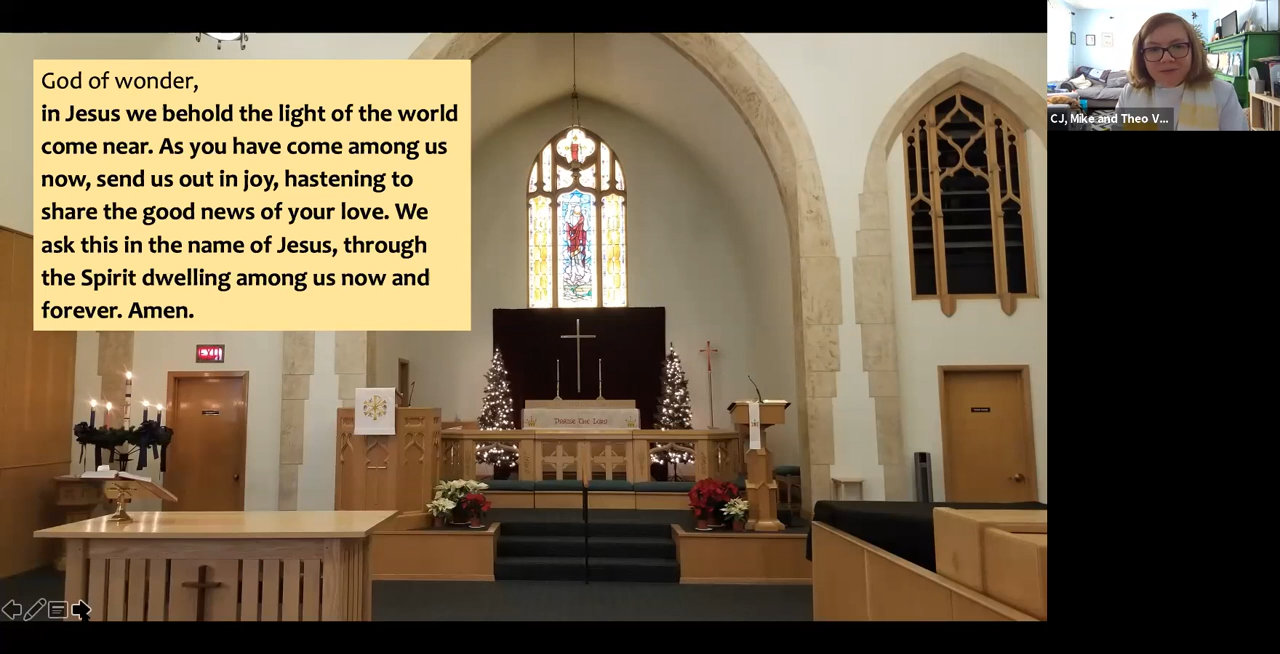 God of wonder,
in Jesus we behold the light of the world
come near. As you have come among us
now, send us out in joy, hastening to
share the good news of your love. We
ask this in the name of Jesus, through
the Spirit dwelling among us now and
forever. Amen.
CJ, Mike and Theo V...
EXIT
PRAISE THE LORD